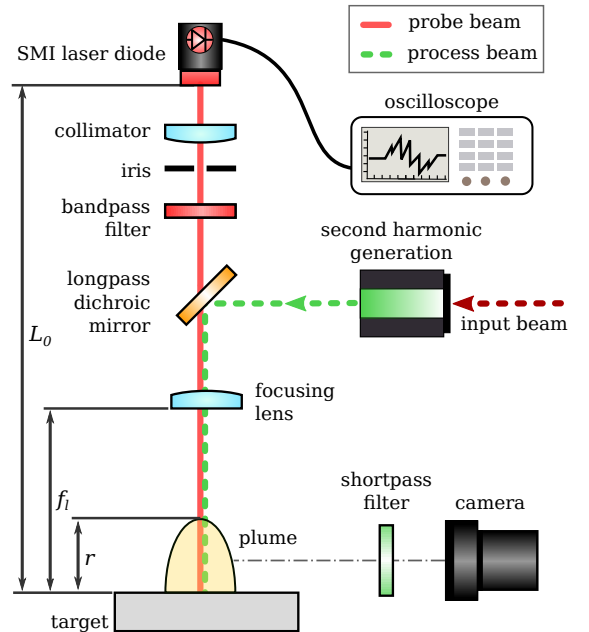 probe beam
process beam
SMI laser diode
oscilloscope
collimator
iris
bandpass
filter
second harmonic
generation
longpass
dichroic
mirror
input beam
L₀
focusing
lens
shortpass
filter
camera
fₗ
r
plume
target